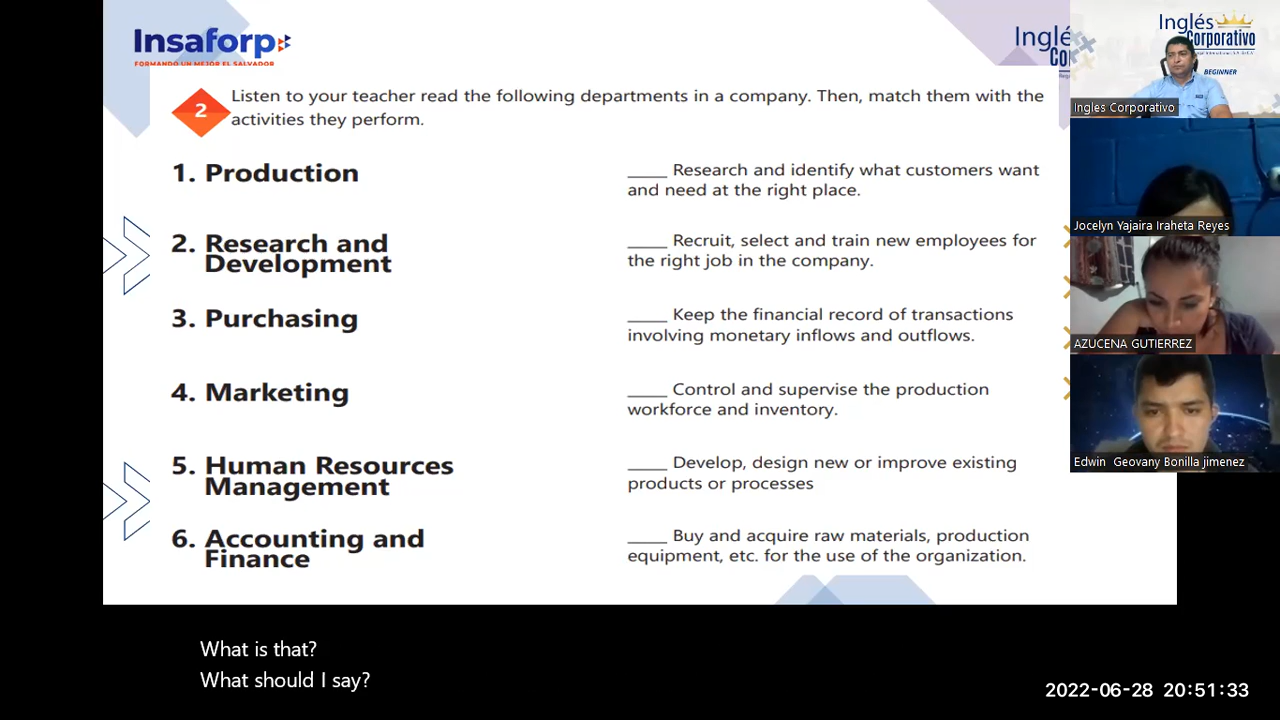 Insaforp
FORMANDO UN MEJOR EL SALVADOR
Inglés
Corporativo
BEGINNER
Ingles Corporativo
2
Listen to your teacher read the following departments in a company. Then, match them with the
activities they perform.
1. Production
____ Research and identify what customers want
and need at the right place.
2. Research and
Development
____ Recruit, select and train new employees for
the right job in the company.
3. Purchasing
____ Keep the financial record of transactions
involving monetary inflows and outflows.
4. Marketing
____ Control and supervise the production
workforce and inventory.
5. Human Resources
Management
____ Develop, design new or improve existing
products or processes
6. Accounting and
Finance
____ Buy and acquire raw materials, production
equipment, etc. for the use of the organization.
Jocelyn Yajaira Iraheta Reyes
AZUCENA GUTIERREZ
Edwin Geovany Bonilla jimenez
What is that?
What should I say?
2022-06-28 20:51:33